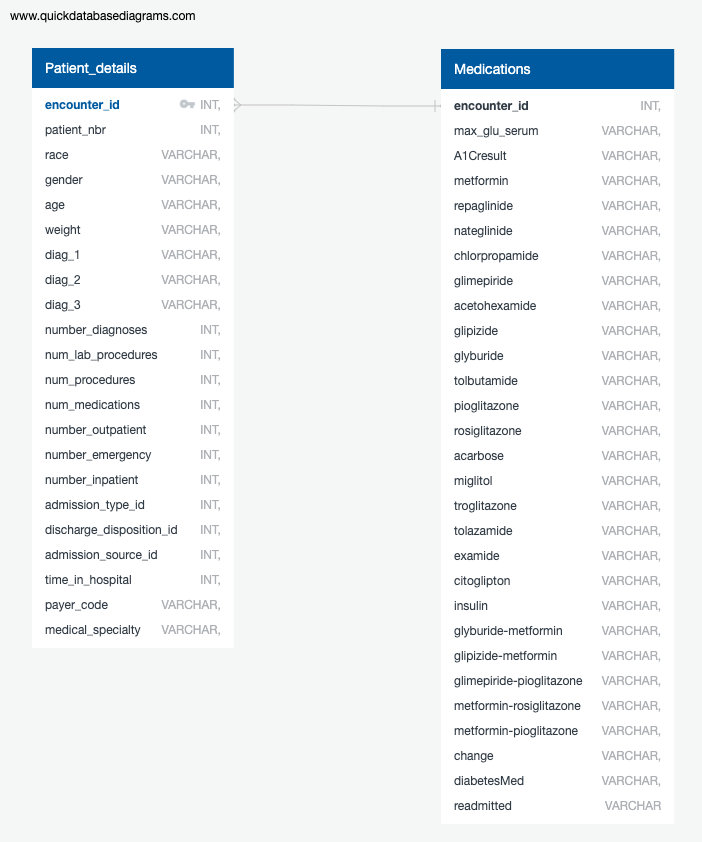 www.quickdatabasediagrams.com
Patient_details
encounter_id INT,
patient_nbr INT,
race VARCHAR,
gender VARCHAR,
age VARCHAR,
weight VARCHAR,
diag_1 VARCHAR,
diag_2 VARCHAR,
diag_3 VARCHAR,
number_diagnoses INT,
num_lab_procedures INT,
num_procedures INT,
num_medications INT,
number_outpatient INT,
number_emergency INT,
number_inpatient INT,
admission_type_id INT,
discharge_disposition_id INT,
admission_source_id INT,
time_in_hospital INT,
payer_code VARCHAR,
medical_specialty VARCHAR,
Medications
encounter_id INT,
max_glu_serum VARCHAR,
A1Cresult VARCHAR,
metformin VARCHAR,
repaglinide VARCHAR,
nateglinide VARCHAR,
chlorpropamide VARCHAR,
glimepiride VARCHAR,
acetohexamide VARCHAR,
glipizide VARCHAR,
glyburide VARCHAR,
tolbutamide VARCHAR,
pioglitazone VARCHAR,
rosiglitazone VARCHAR,
acarbose VARCHAR,
miglitol VARCHAR,
troglitazone VARCHAR,
tolazamide VARCHAR,
examide VARCHAR,
citoglipton VARCHAR,
insulin VARCHAR,
glyburide-metformin VARCHAR,
glipizide-metformin VARCHAR,
glimepiride-pioglitazone VARCHAR,
metformin-rosiglitazone VARCHAR,
metformin-pioglitazone VARCHAR,
change VARCHAR,
diabetesMed VARCHAR,
readmitted VARCHAR